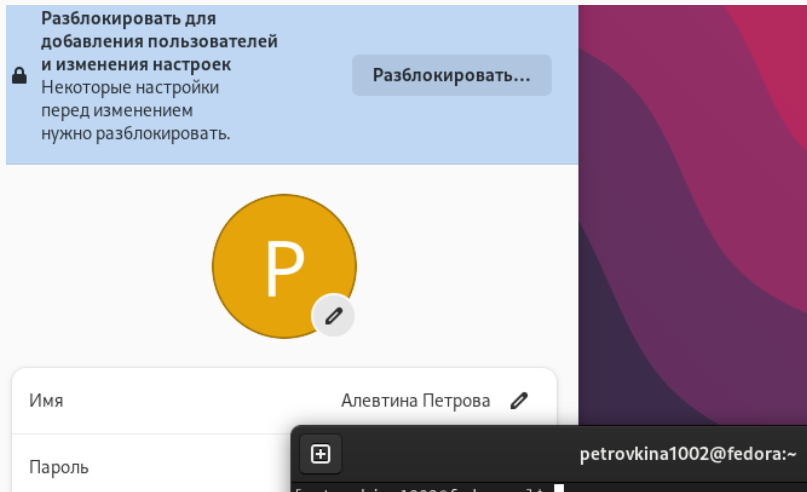 Разблокировать для
добавления пользователей
и изменения настроек
Некоторые настройки
перед изменением
нужно разблокировать.
Разблокировать...
P
Имя
Алевтина Петрова
Пароль
petrovkina1002@fedora:~